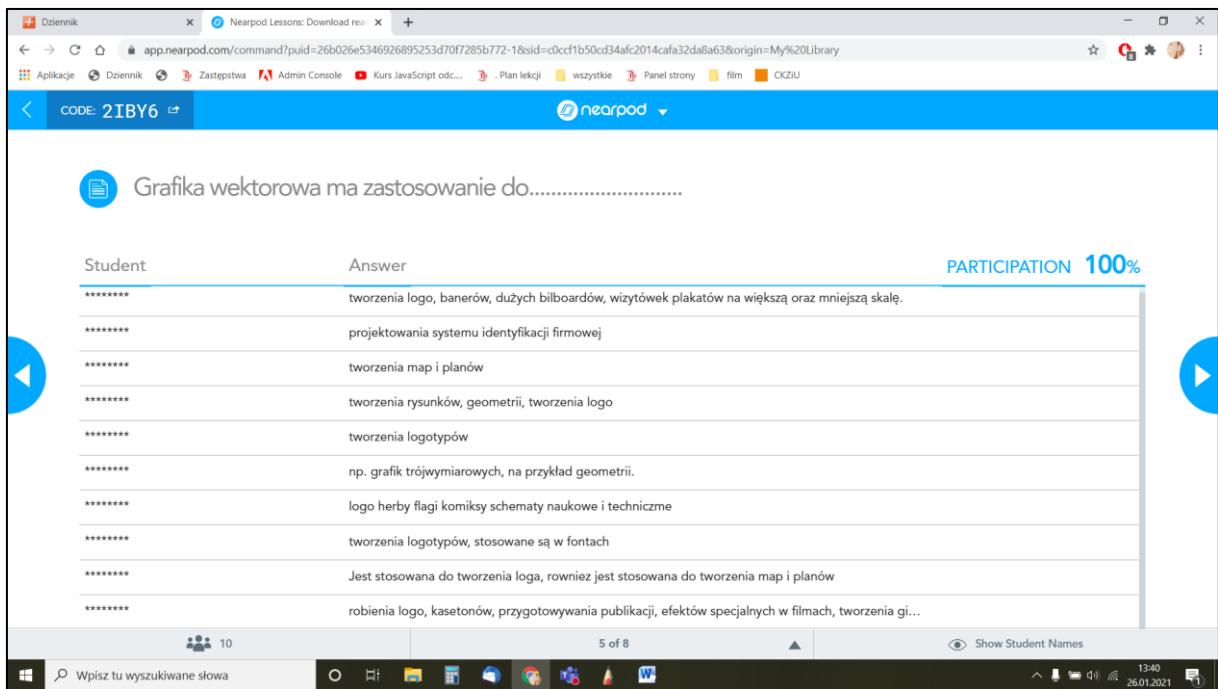 Dziennik
Nearpod Lessons: Download rea
app.nearpod.com/command?puid=26b026e5346926895253d70f7285b772-1&sid=c0ccf1b50cd34afc2014cafa32da8a63&origin=My%20Library
Aplikacje Dziennik Zastępstwa Admin Console Kurs JavaScript odc.... . Plan lekcji wszystkie Panel strony film CKZiU
CODE: 2IBY6 nearpod
Grafika wektorowa ma zastosowanie do............................
Student Answer PARTICIPATION 100%
******** tworzenia logo, banerów, dużych bilboardów, wizytówek plakatów na większą oraz mniejszą skalę.
******** projektowania systemu identyfikacji firmowej
******** tworzenia map i planów
******** tworzenia rysunków, geometrii, tworzenia logo
******** tworzenia logotypów
******** np. grafik trójwymiarowych, na przykład geometrii.
******** logo herby flagi komiksy schematy naukowe i techniczme
******** tworzenia logotypów, stosowane są w fontach
******** Jest stosowana do tworzenia loga, rowniez jest stosowana do tworzenia map i planów
******** robienia logo, kasetonów, przygotowywania publikacji, efektów specjalnych w filmach, tworzenia gi...
10 5 of 8 Show Student Names
Wpisz tu wyszukiwane słowa
13:40
26.01.2021